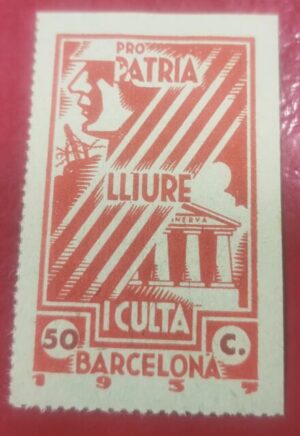 PRO
PATRIA
LLIURE
MINERVA
I CULTA
50 C.
BARCELONA
1937